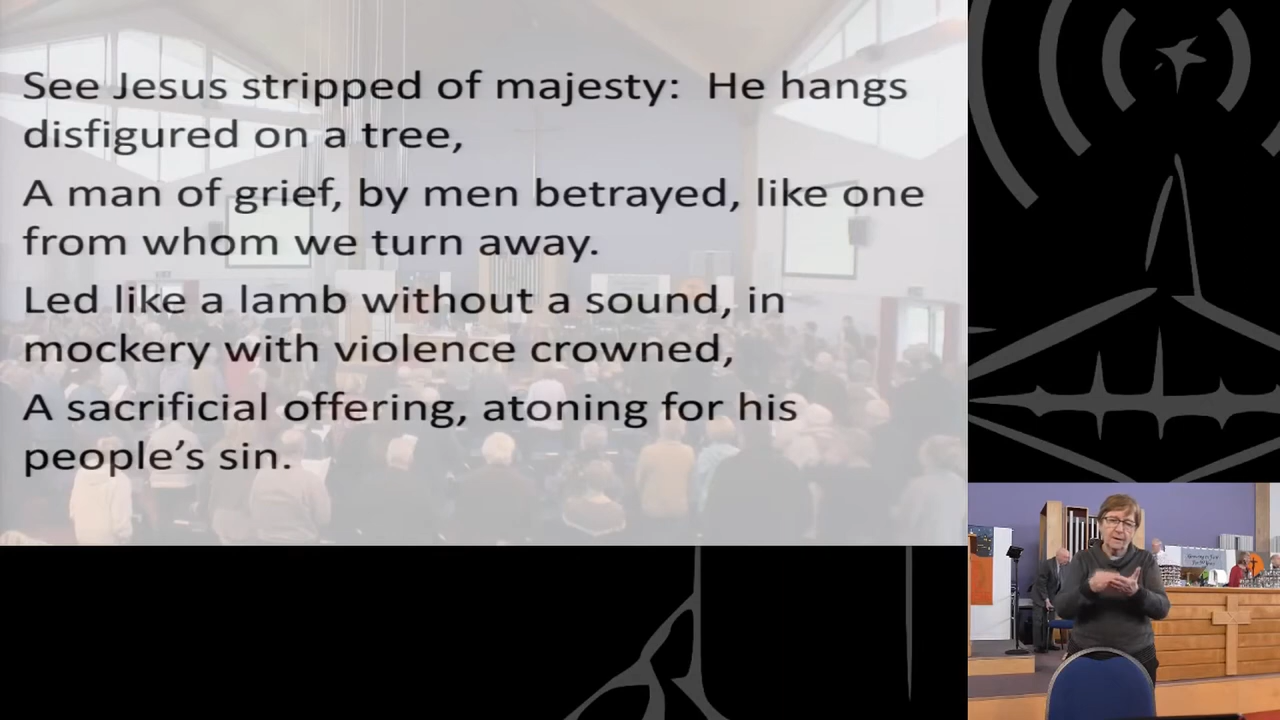 See Jesus stripped of majesty:  He hangs
disfigured on a tree,
A man of grief, by men betrayed, like one
from whom we turn away.
Led like a lamb without a sound, in
mockery with violence crowned,
A sacrificial offering, atoning for his
people’s sin.